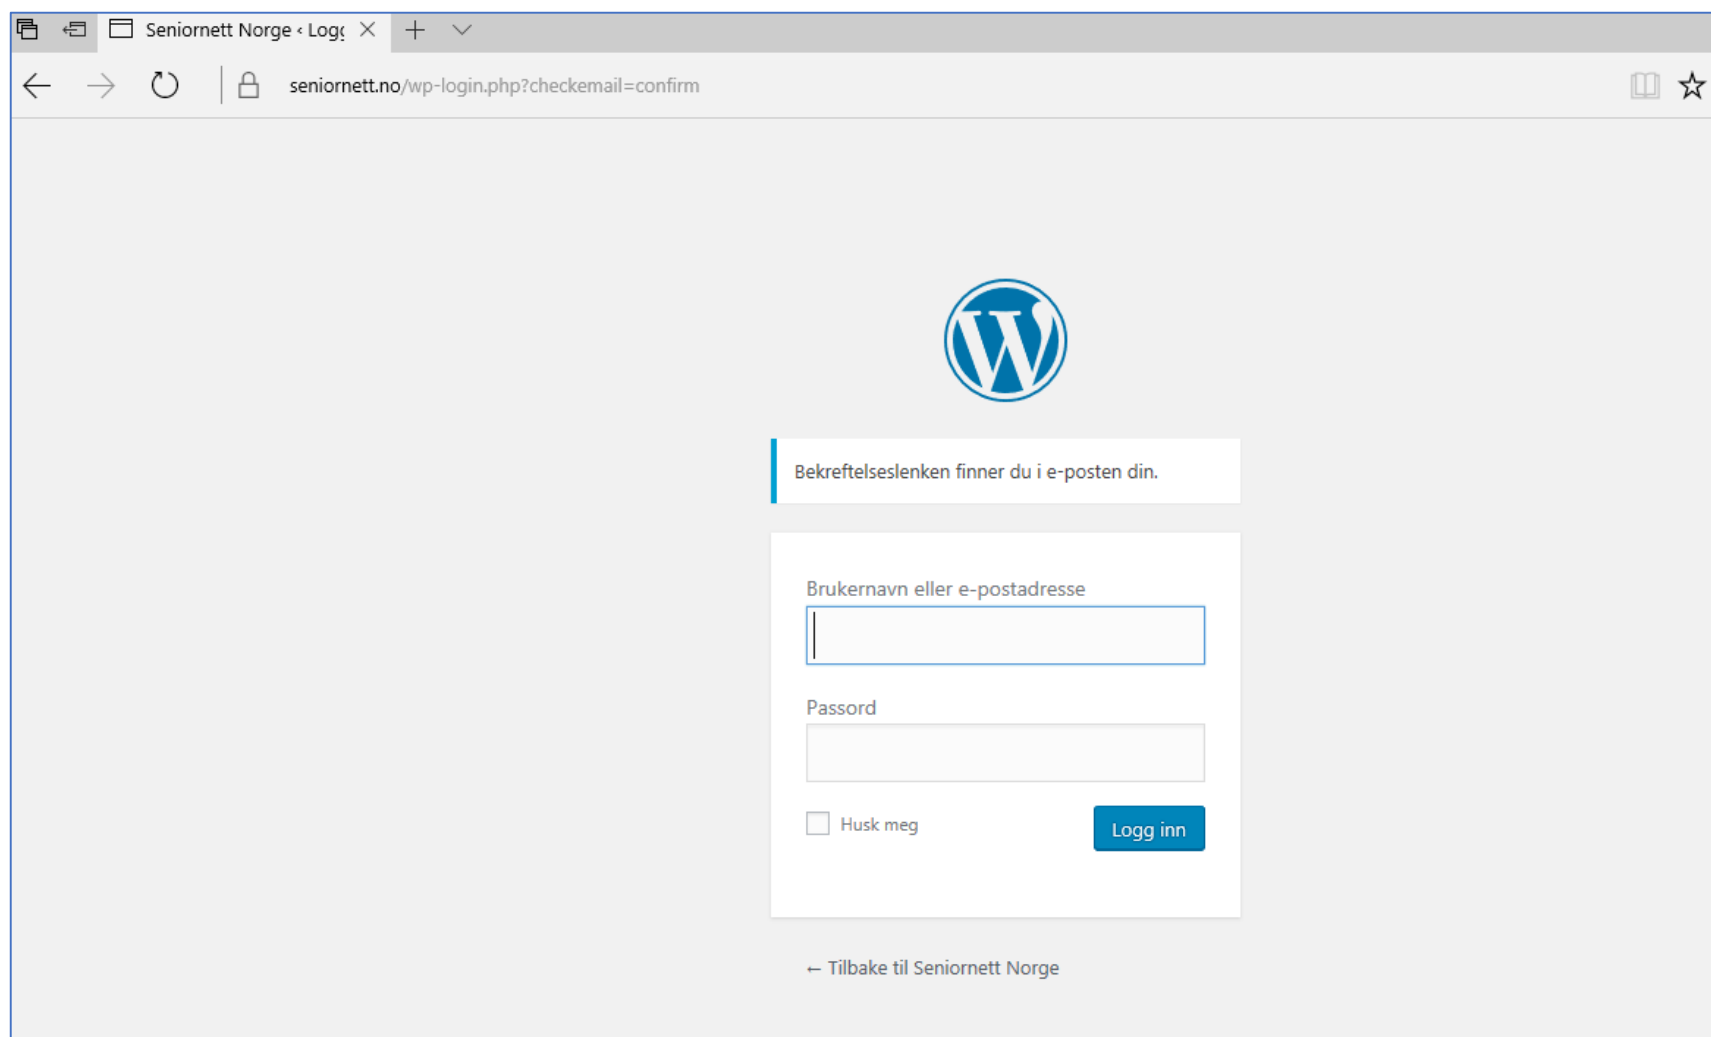 Seniornett Norge ‹ Logg
seniornett.no/wp-login.php?checkemail=confirm
Bekreftelseslenken finner du i e-posten din.
Brukernavn eller e-postadresse
Passord
Husk meg
Logg inn
← Tilbake til Seniornett Norge